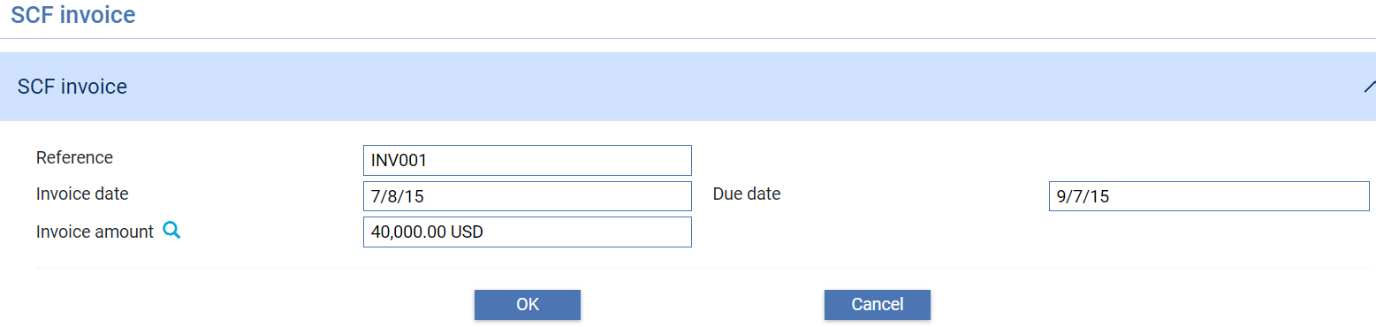 SCF invoice
SCF invoice
Reference INV001
Invoice date 7/8/15 Due date 9/7/15
Invoice amount 40,000.00 USD
OK Cancel